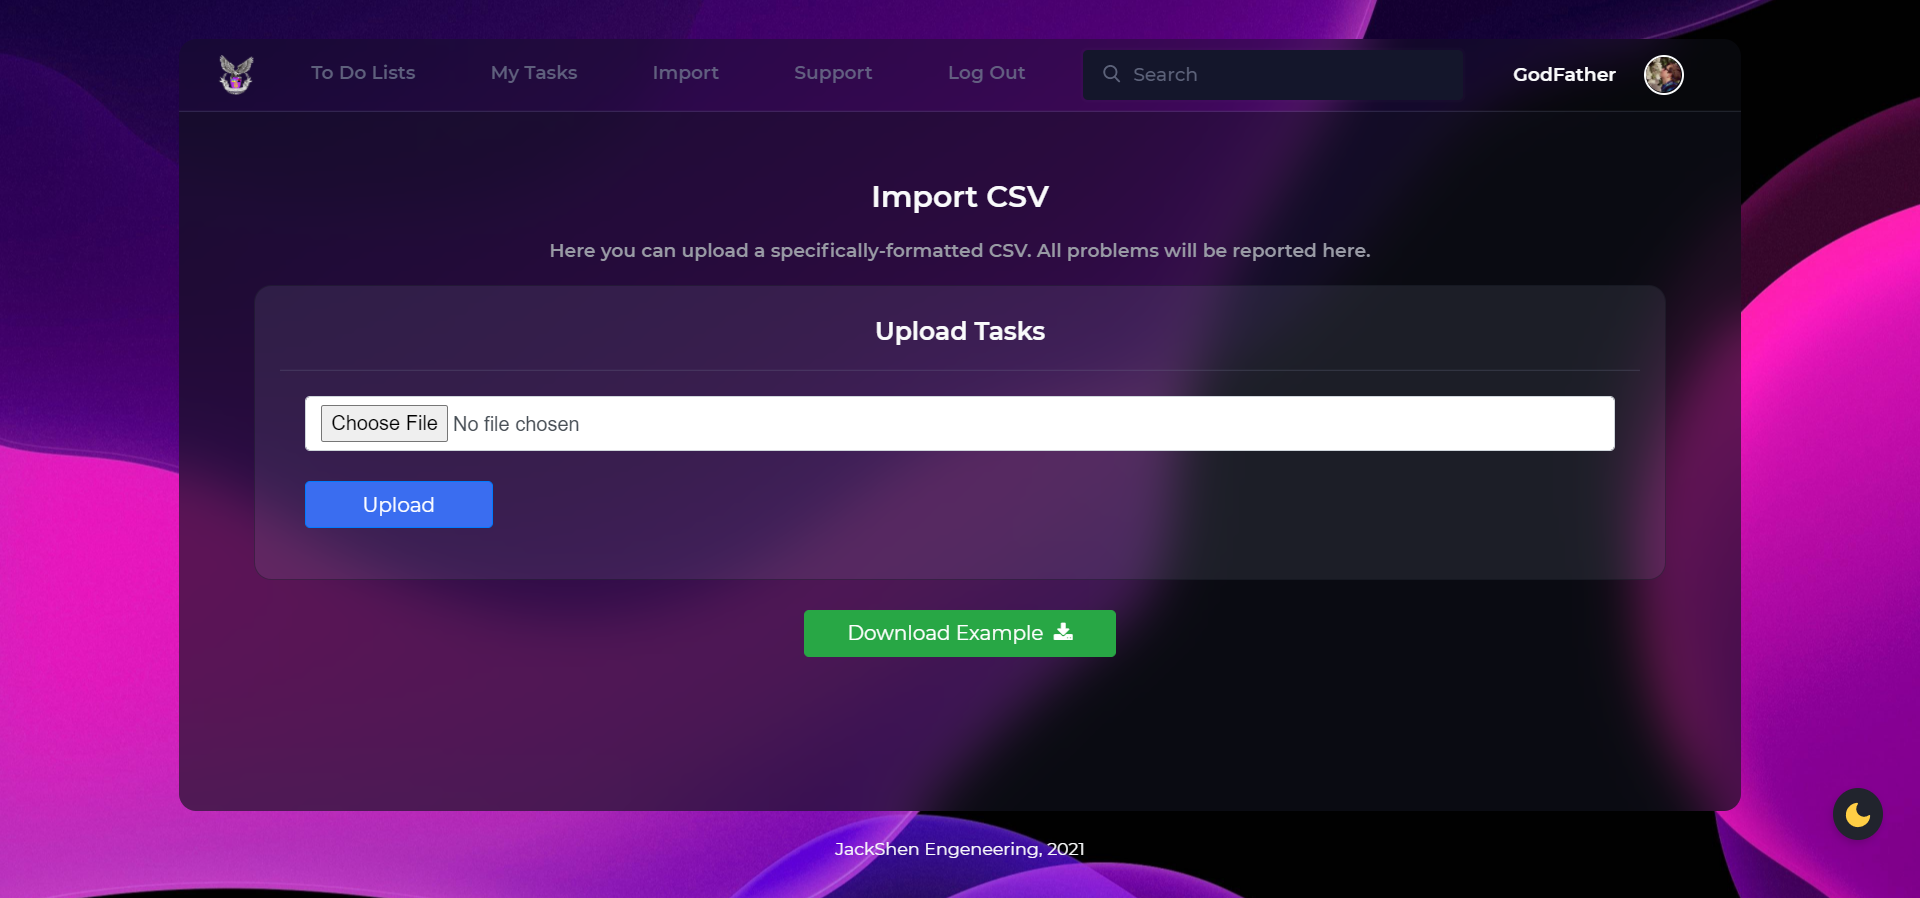 To Do Lists
My Tasks
Import
Support
Log Out
Search
GodFather
Import CSV
Here you can upload a specifically-formatted CSV. All problems will be reported here.
Upload Tasks
Choose File No file chosen
Upload
Download Example
JackShen Engeneering, 2021